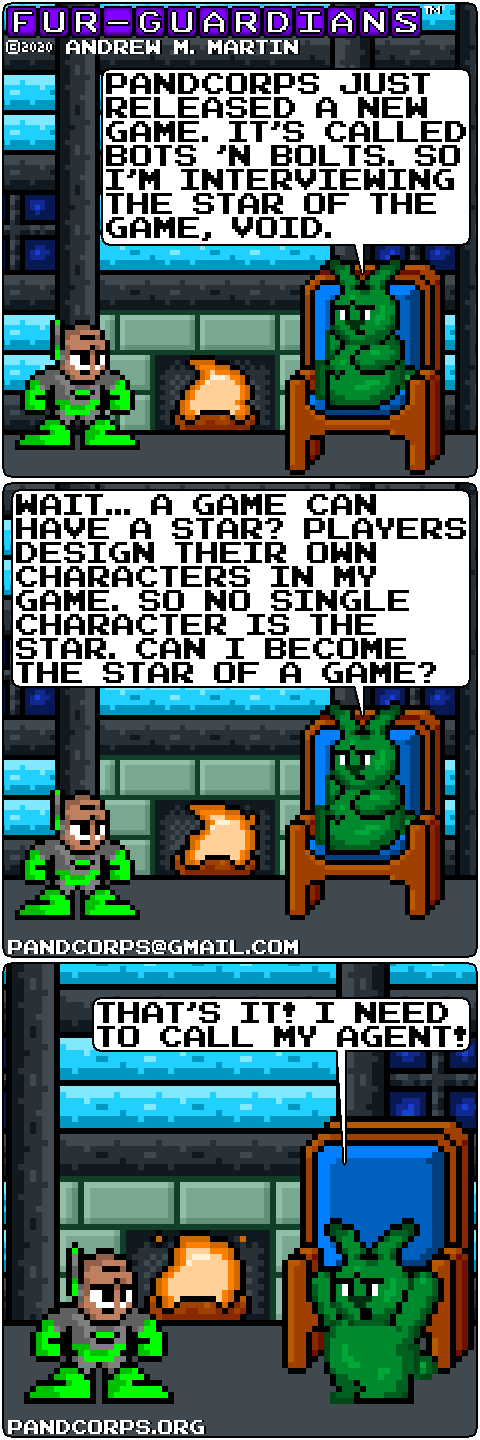 FUR-GUARDIANS™
©2020 ANDREW M. MARTIN
PANDCORPS JUST
RELEASED A NEW
GAME. IT'S CALLED
BOTS 'N BOLTS. SO
I'M INTERVIEWING
THE STAR OF THE
GAME, VOID.
WAIT... A GAME CAN
HAVE A STAR? PLAYERS
DESIGN THEIR OWN
CHARACTERS IN MY
GAME. SO NO SINGLE
CHARACTER IS THE
STAR. CAN I BECOME
THE STAR OF A GAME?
PANDCORPS@GMAIL.COM
THAT'S IT! I NEED
TO CALL MY AGENT!
PANDCORPS.ORG